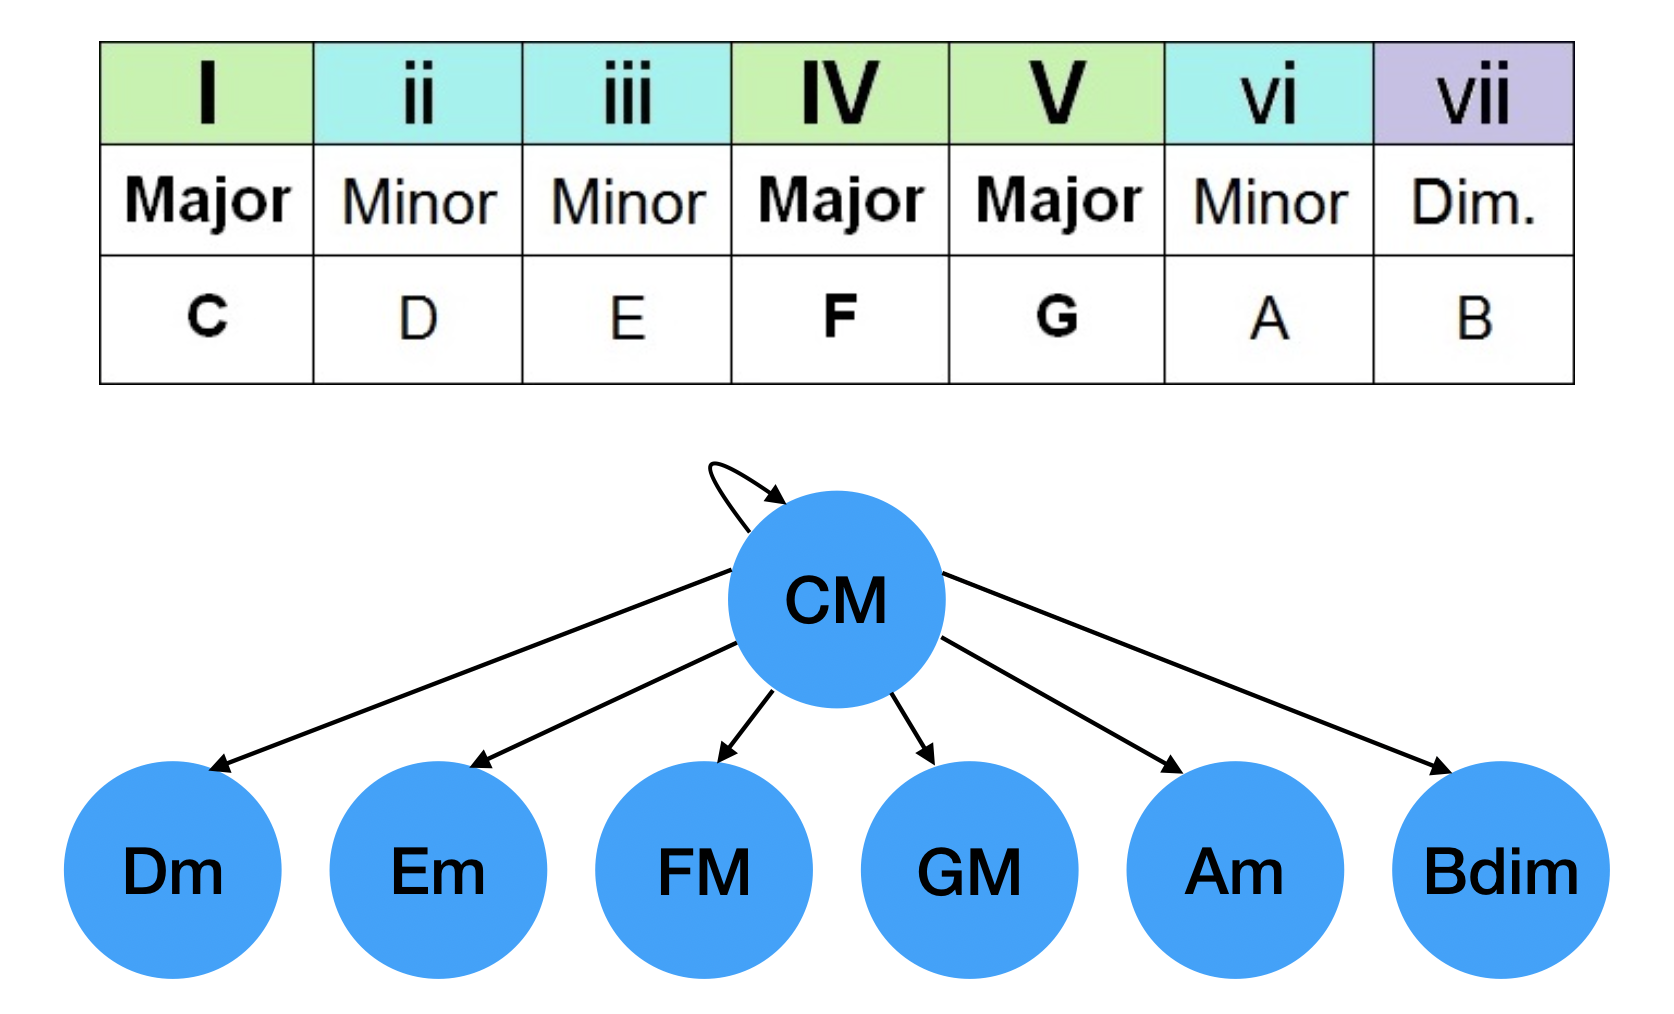 I ii iii IV V vi vii
Major Minor Minor Major Major Minor Dim.
C D E F G A B
CM
Dm Em FM GM Am Bdim